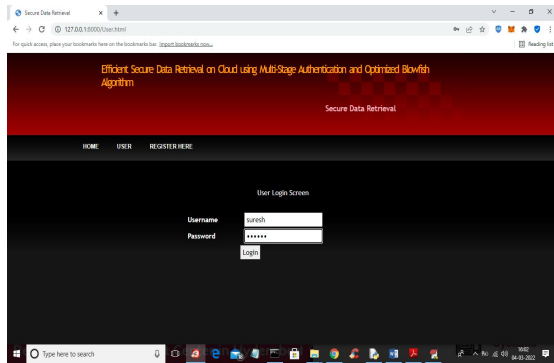 Secure Data Retrieval
127.0.0.1:6000/User.html
For quick access, place your bookmarks here on the bookmarks bar. Import bookmarks now...
Reading list
Efficient Secure Data Retrieval on Cloud using Multi-Stage Authentication and Optimized Blowfish
Algorithm
Secure Data Retrieval
HOME USER REGISTER HERE
User Login Screen
Username suresh
Password ••••••
Login
Type here to search
16:02
04-03-2022